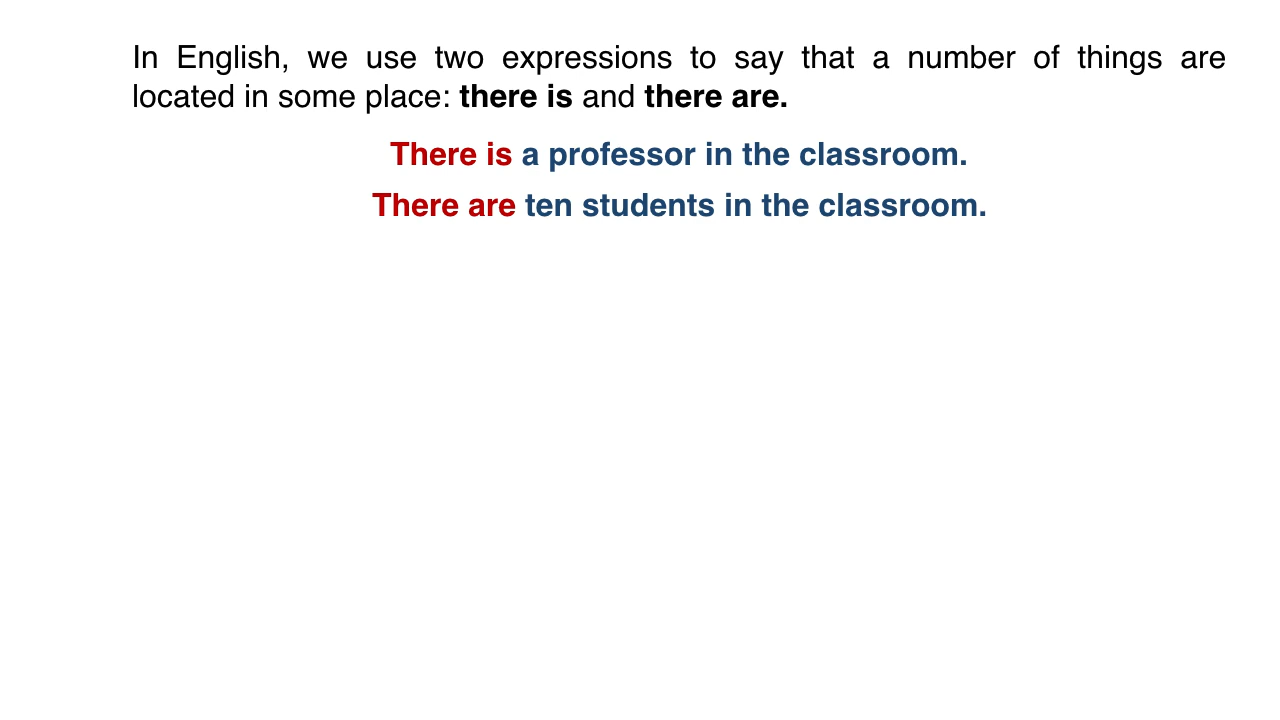 In English, we use two expressions to say that a number of things are
located in some place: there is and there are.
There is a professor in the classroom.
There are ten students in the classroom.